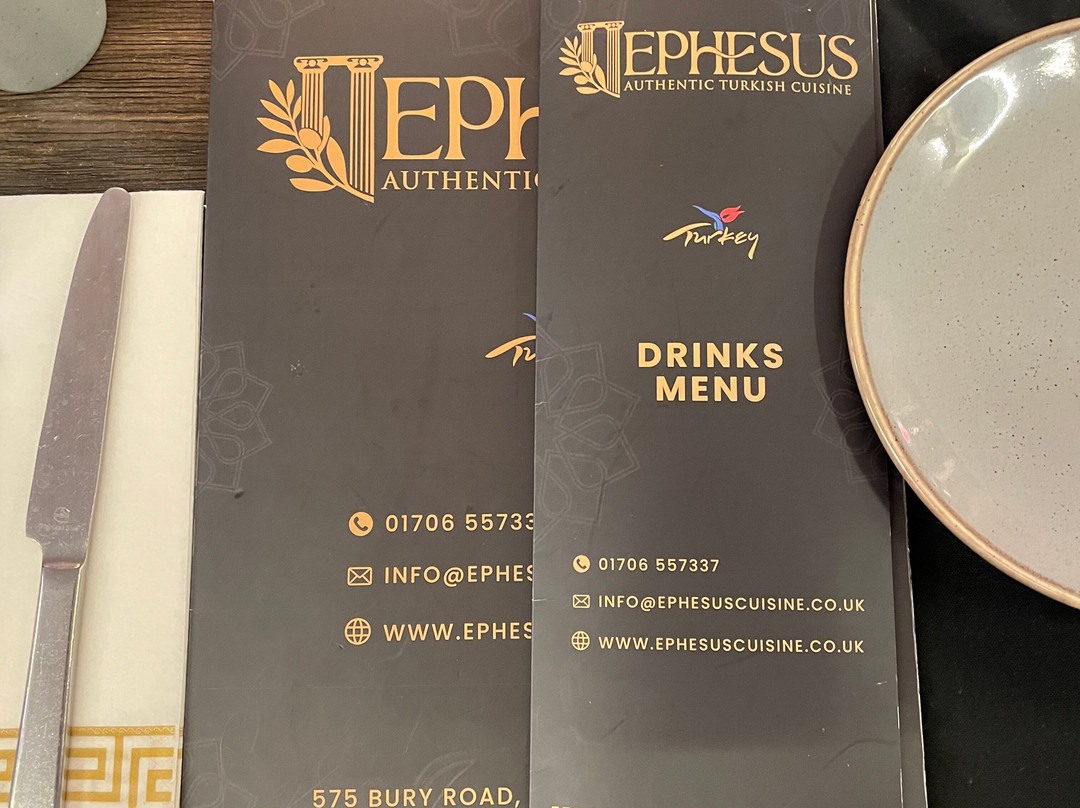 EPH
AUTHENTIC
01706 55733
INFO@EPHES
WWW.EPHES
575 BURY ROAD,
EPHESUS
AUTHENTIC TURKISH CUISINE
Turkey
DRINKS
MENU
01706 557337
INFO@EPHESUSCUISINE.CO.UK
WWW.EPHESUSCUISINE.CO.UK